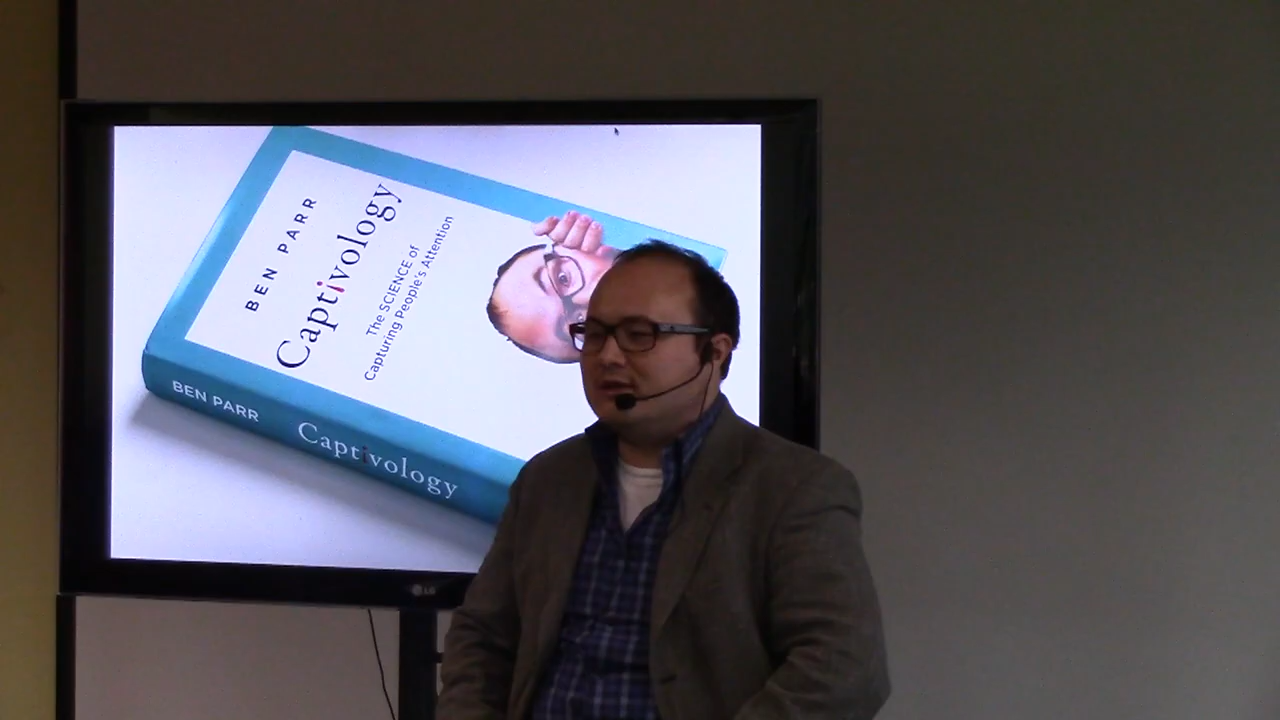 BEN PARR
Captivology
The SCIENCE of
Capturing People's Attention
BEN PARR
Captivology
LG